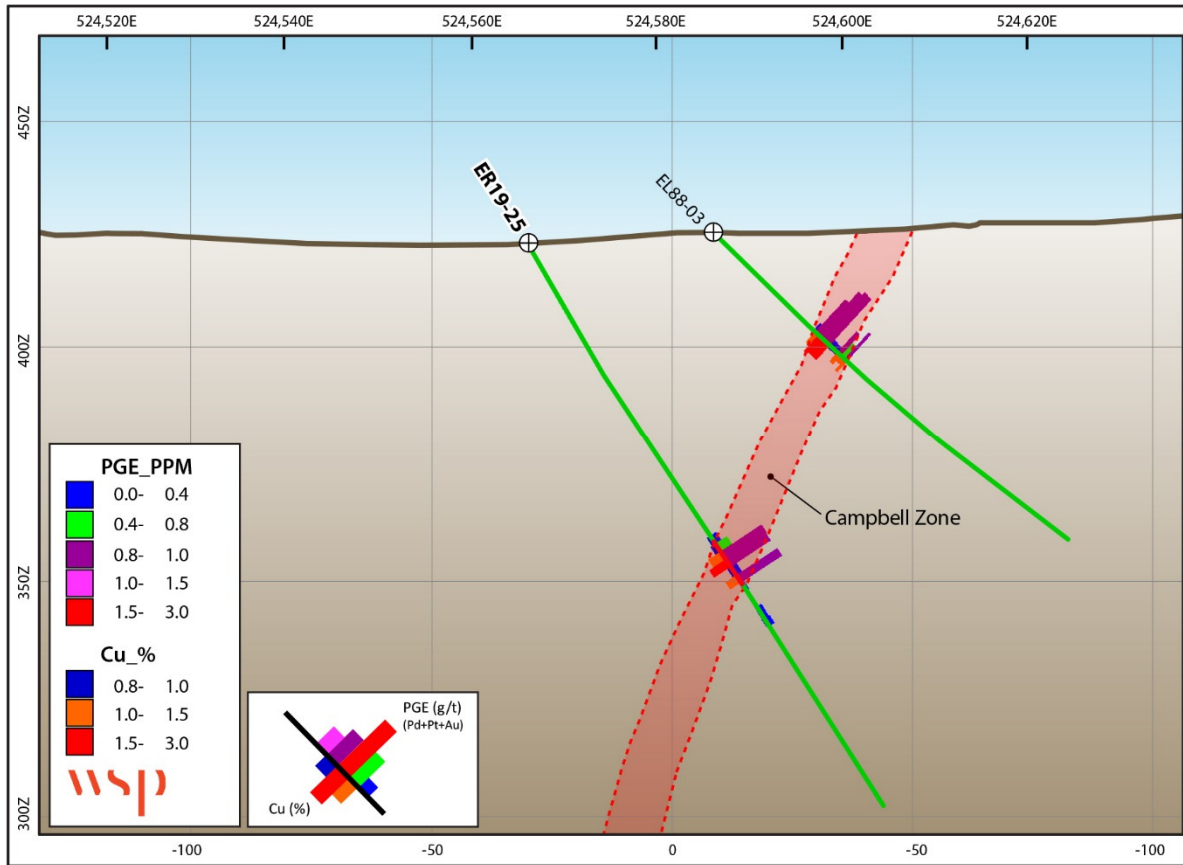 524,520E 524,540E 524,560E 524,580E 524,600E 524,620E
450Z
ER19-25
EL88-03
400Z
Campbell Zone
350Z
PGE_PPM
0.0- 0.4
0.4- 0.8
0.8- 1.0
1.0- 1.5
1.5- 3.0
Cu_%
0.8- 1.0
1.0- 1.5
1.5- 3.0
wsp
PGE (g/t)
(Pd+Pt+Au)
Cu (%)
300Z
-100 -50 0 -50 -100